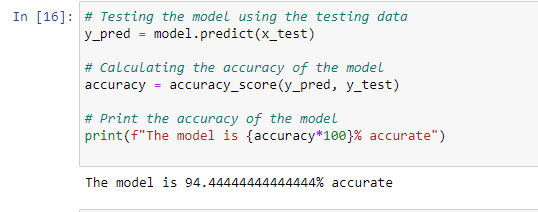 In [16]: # Testing the model using the testing data
y_pred = model.predict(x_test)
# Calculating the accuracy of the model
accuracy = accuracy_score(y_pred, y_test)
# Print the accuracy of the model
print(f"The model is {accuracy*100}% accurate")
The model is 94.44444444444444% accurate